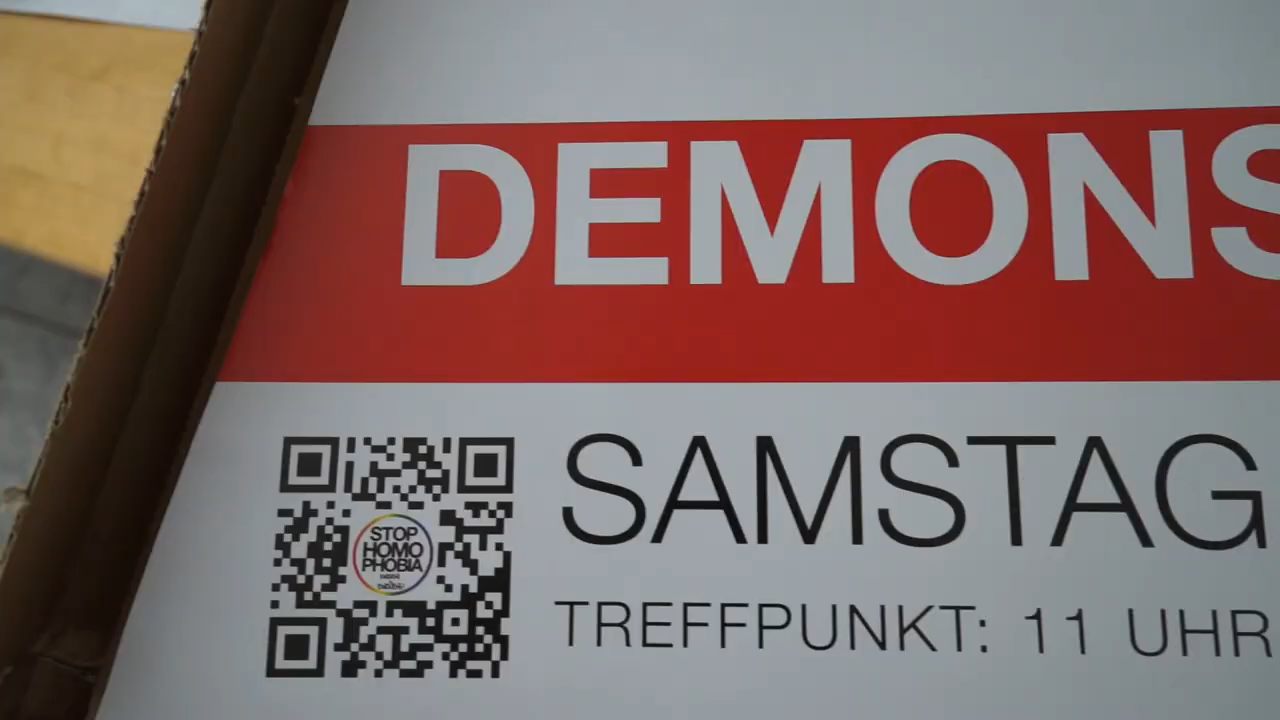 DEMONS
SAMSTAG
TREFFPUNKT: 11 UHR
STOP
HOMO
PHOBIA